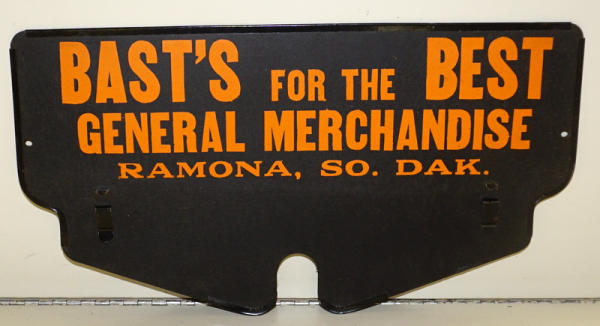 BAST'S FOR THE BEST
GENERAL MERCHANDISE
RAMONA, SO. DAK.